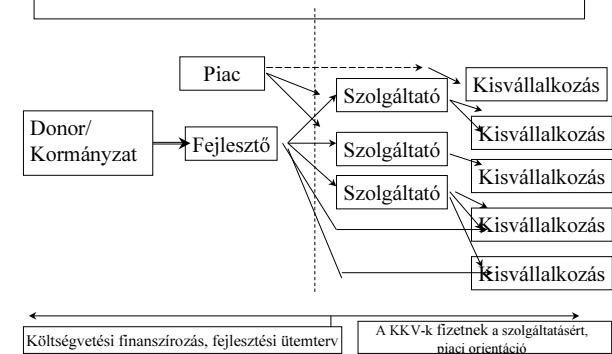 Piac
Szolgáltató
Kisvállalkozás
Donor/
Kormányzat
Fejlesztő
Kisvállalkozás
Szolgáltató
Kisvállalkozás
Szolgáltató
Kisvállalkozás
Kisvállalkozás
Költségvetési finanszírozás, fejlesztési ütemterv
A KKV-k fizetnek a szolgáltatásért,
piaci orientáció